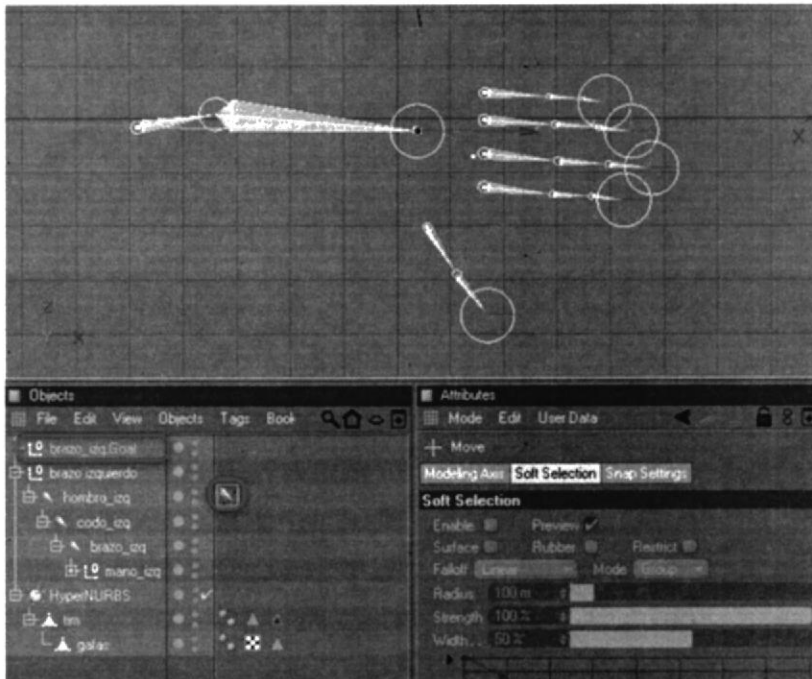 X
Z
X
Objects
File Edit View Objects Tags Book
brazo_izq.Goal
brazo izquierdo
hombro_izq
codo_izq
brazo_izq
mano_izq
HyperNURBS
galas
Attributes
Mode Edit User Data
Move
Modeling Axis Soft Selection Snap Settings
Soft Selection
Enable Preview
Surface Rubber Restrict
Falloff Linear Mode Group
Radius 100 m
Strength 100 %
Width . . 50 %